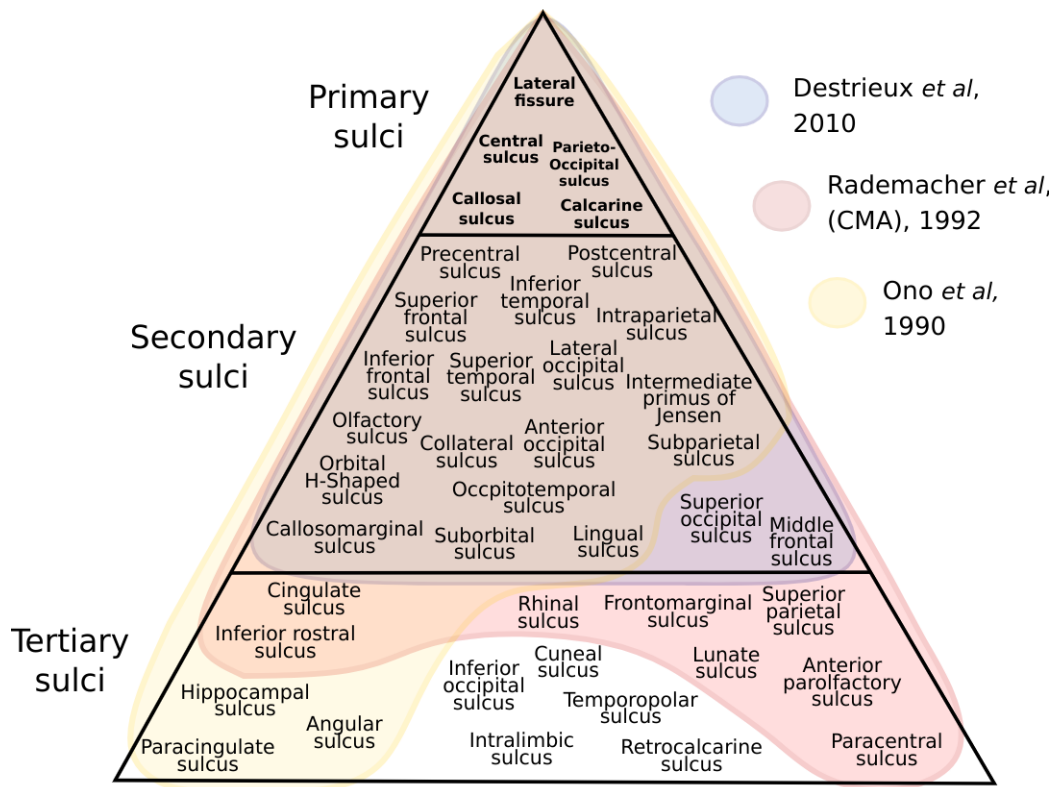 Primary
sulci
Lateral
fissure
Central
sulcus
Parieto-
Occipital
sulcus
Callosal
sulcus
Calcarine
sulcus
Destrieux et al,
2010
Rademacher et al,
(CMA), 1992
Ono et al,
1990
Secondary
sulci
Precentral
sulcus
Postcentral
sulcus
Superior
frontal
sulcus
Inferior
temporal
sulcus
Intraparietal
sulcus
Inferior
frontal
sulcus
Superior
temporal
sulcus
Lateral
occipital
sulcus
Intermediate
primus of
Jensen
Olfactory
sulcus
Collateral
sulcus
Anterior
occipital
sulcus
Subparietal
sulcus
Orbital
H-Shaped
sulcus
Occpitotemporal
sulcus
Superior
occipital
sulcus
Middle
frontal
sulcus
Callosomarginal
sulcus
Suborbital
sulcus
Lingual
sulcus
Tertiary
sulci
Cingulate
sulcus
Rhinal
sulcus
Frontomarginal
sulcus
Superior
parietal
sulcus
Inferior rostral
sulcus
Inferior
occipital
sulcus
Cuneal
sulcus
Lunate
sulcus
Anterior
parolfactory
sulcus
Hippocampal
sulcus
Angular
sulcus
Temporopolar
sulcus
Paracingulate
sulcus
Intralimbic
sulcus
Retrocalcarine
sulcus
Paracentral
sulcus